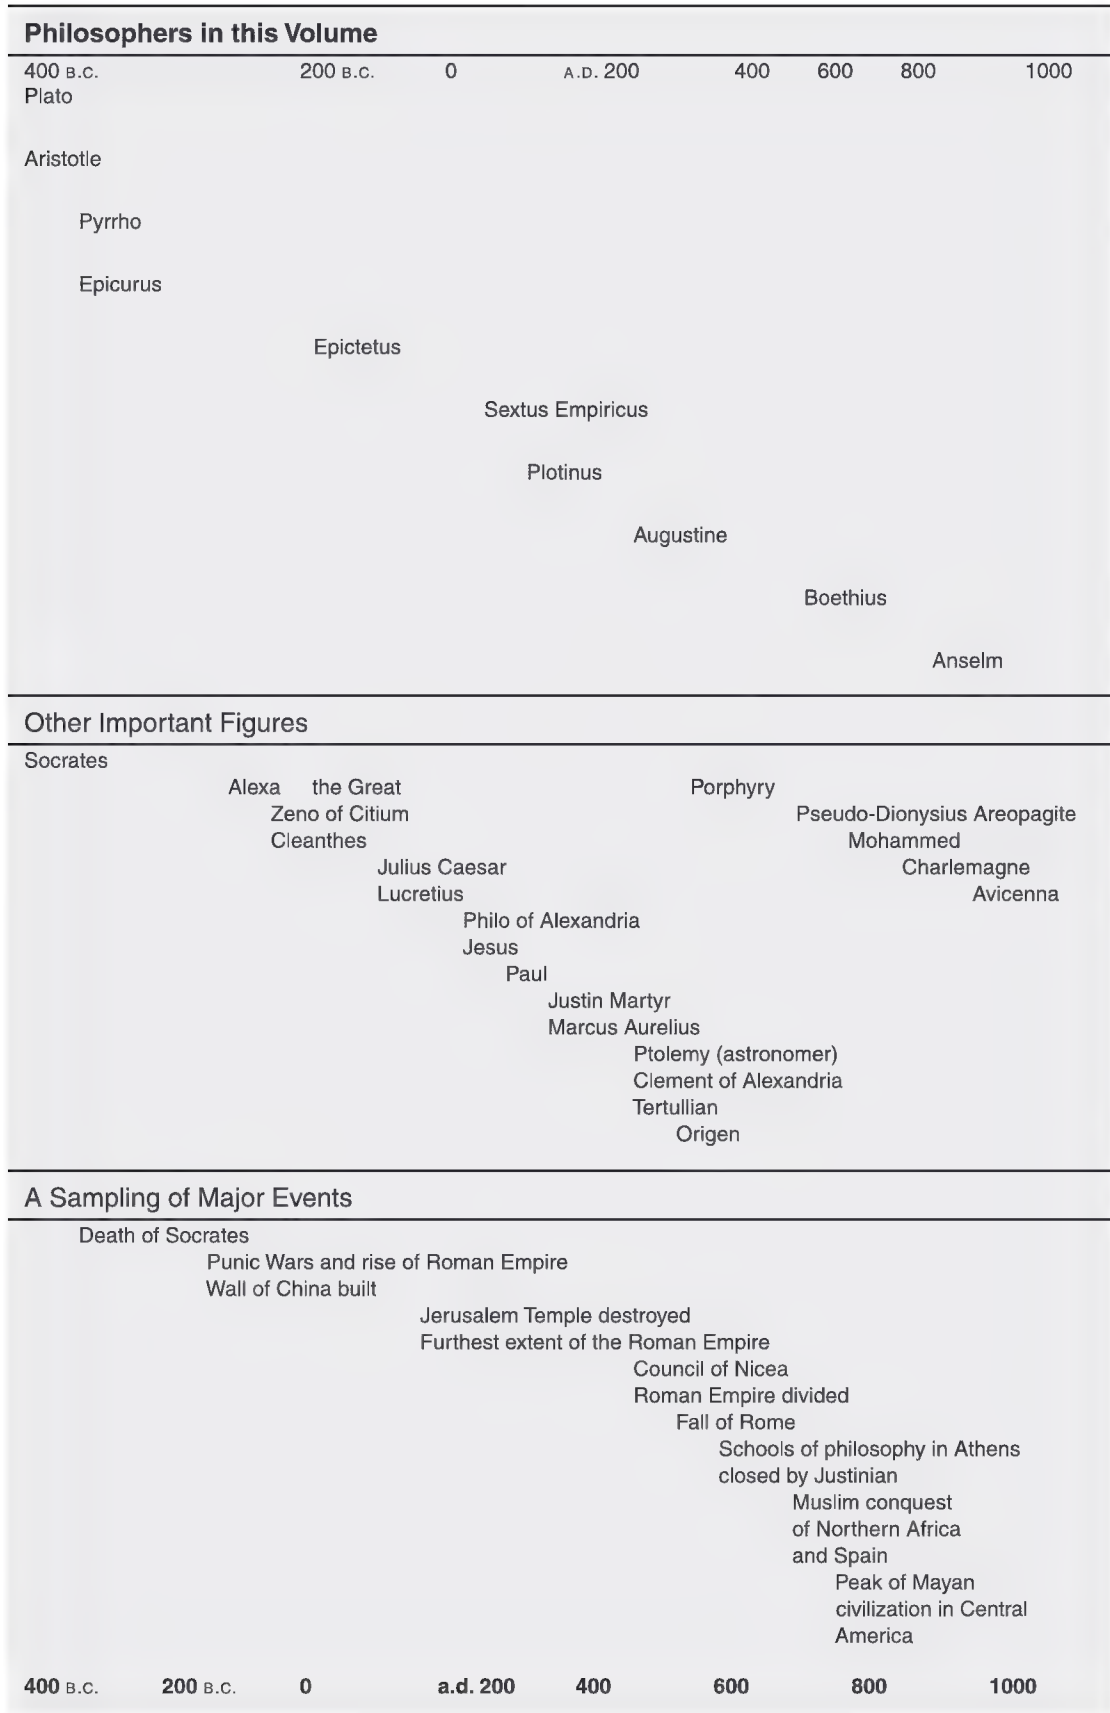 Philosophers in this Volume
400 B.C. 200 B.C. 0 A.D. 200 400 600 800 1000
Plato
Aristotle
Pyrrho
Epicurus
Epictetus
Sextus Empiricus
Plotinus
Augustine
Boethius
Anselm
Other Important Figures
Socrates
Alexa the Great Porphyry
Zeno of Citium Pseudo-Dionysius Areopagite
Cleanthes Mohammed
Julius Caesar Charlemagne
Lucretius Avicenna
Philo of Alexandria
Jesus
Paul
Justin Martyr
Marcus Aurelius
Ptolemy (astronomer)
Clement of Alexandria
Tertullian
Origen
A Sampling of Major Events
Death of Socrates
Punic Wars and rise of Roman Empire
Wall of China built
Jerusalem Temple destroyed
Furthest extent of the Roman Empire
Council of Nicea
Roman Empire divided
Fall of Rome
Schools of philosophy in Athens
closed by Justinian
Muslim conquest
of Northern Africa
and Spain
Peak of Mayan
civilization in Central
America
400 B.C. 200 B.C. 0 a.d. 200 400 600 800 1000